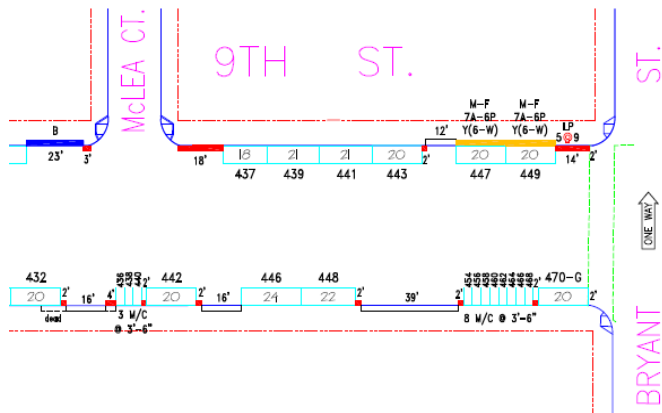 McLEA CT.
9TH ST.
ST.
M-F
7A-6P
Y(6-W)
M-F
7A-6P
Y(6-W)
LP
5 @ 9
B
12'
23'
3'
18'
18
21
21
20
2'
20
20
14'
2'
437
439
441
443
447
449
ONE WAY
432
436
438
440
2'
442
446
448
454
456
458
460
462
464
466
468
2'
470-G
20
2'
16'
4'
20
2'
16'
24
22
2'
39'
2'
20
2'
dead
3 M/C
@ 3'-6"
8 M/C @ 3'-6"
BRYANT